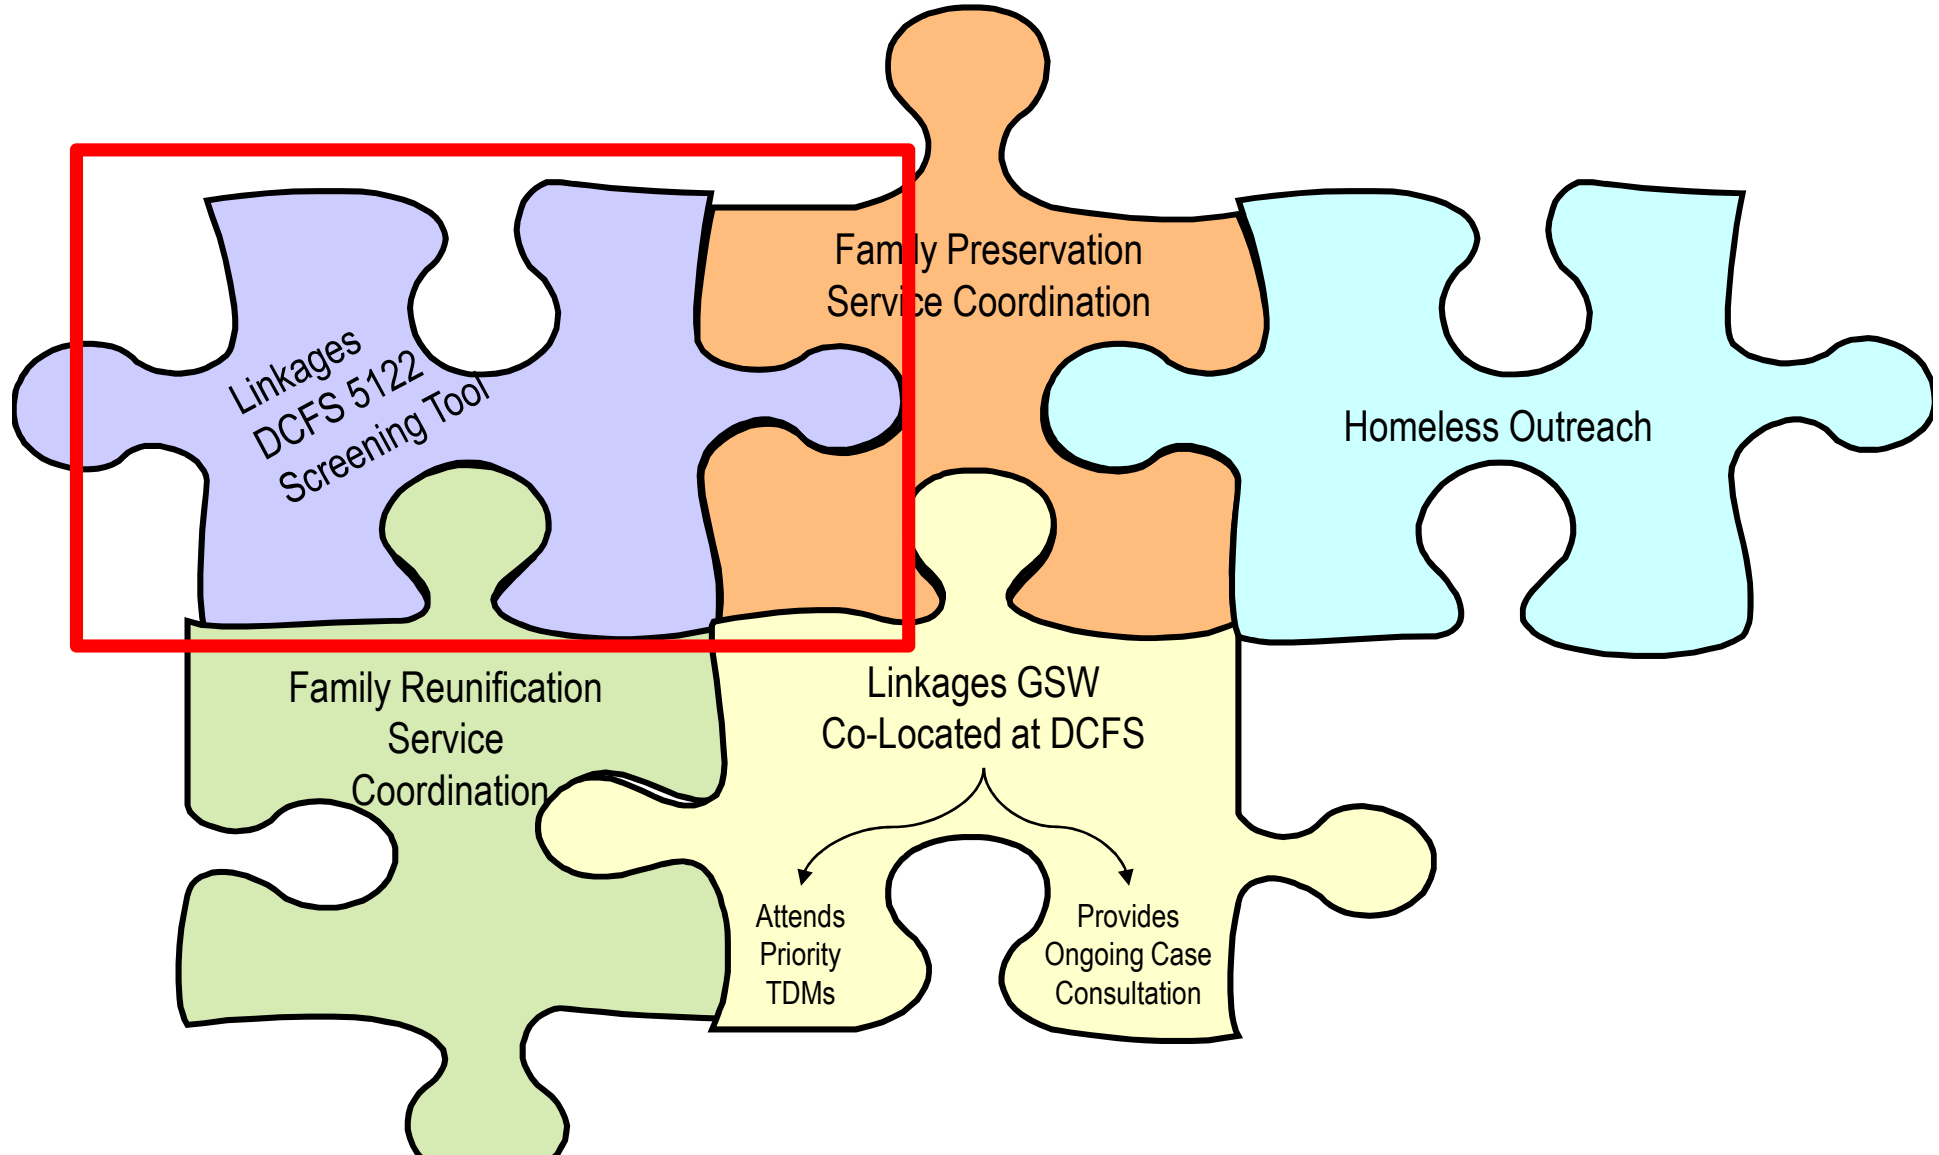 Family Preservation
Service Coordination
Linkages
DCFS 5122
Screening Tool
Homeless Outreach
Family Reunification
Service
Coordination
Linkages GSW
Co-Located at DCFS
Attends
Priority
TDMs
Provides
Ongoing Case
Consultation